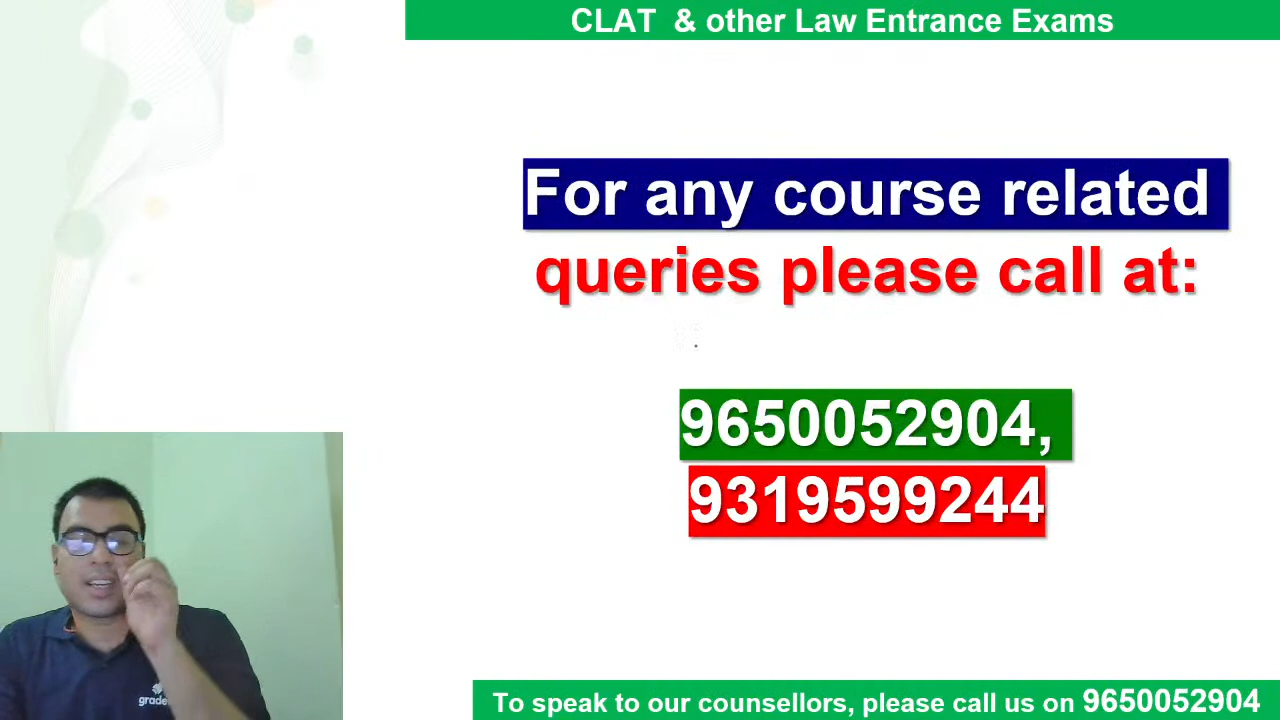 CLAT & other Law Entrance Exams
For any course related
queries please call at:
9650052904,
9319599244
To speak to our counsellors, please call us on 9650052904